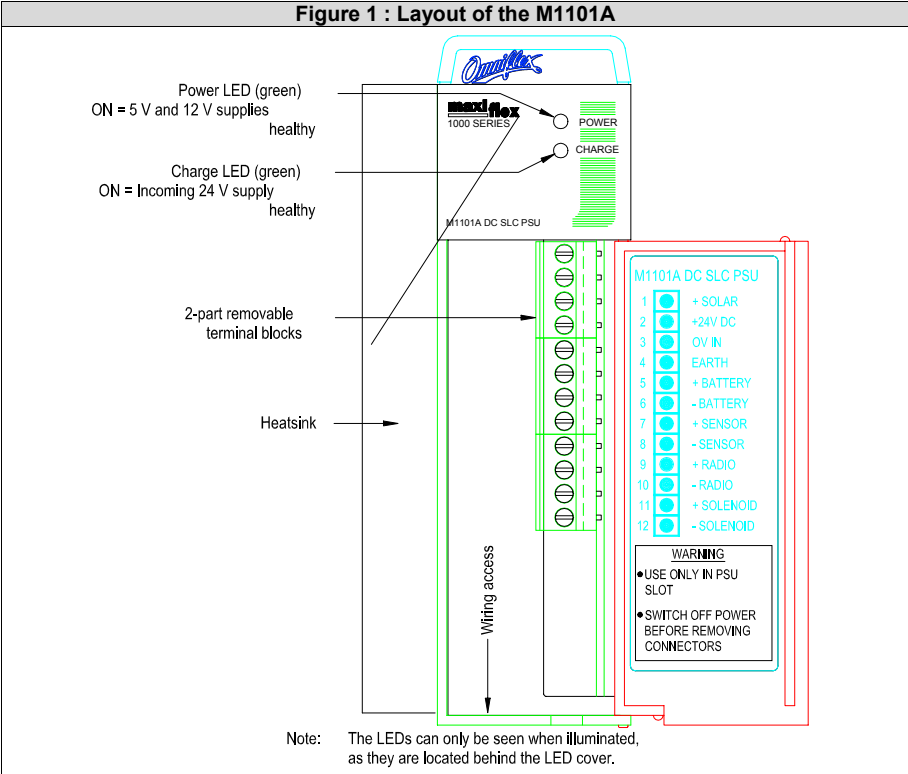 Figure 1 : Layout of the M1101A
Omniflex
Power LED (green)
ON = 5 V and 12 V supplies
healthy
maxiflex
1000 SERIES
POWER
CHARGE
Charge LED (green)
ON = Incoming 24 V supply
healthy
M1101A DC SLC PSU
2-part removable
terminal blocks
Heatsink
Wiring access
M1101A DC SLC PSU
1 + SOLAR
2 +24V DC
3 OV IN
4 EARTH
5 + BATTERY
6 - BATTERY
7 + SENSOR
8 - SENSOR
9 + RADIO
10 - RADIO
11 + SOLENOID
12 - SOLENOID
WARNING
●USE ONLY IN PSU
SLOT
●SWITCH OFF POWER
BEFORE REMOVING
CONNECTORS
Note: The LEDs can only be seen when illuminated,
as they are located behind the LED cover.